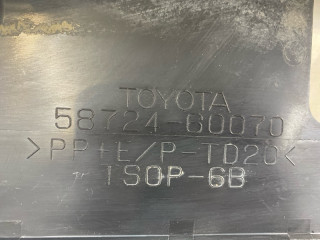 TOYOTA
58724-60070
>PP+E/P-TD20<
TSOP-6B